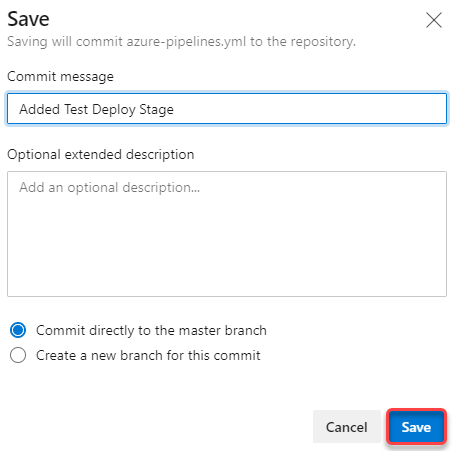 Save
Saving will commit azure-pipelines.yml to the repository.
Commit message
Added Test Deploy Stage
Optional extended description
Add an optional description...
Commit directly to the master branch
Create a new branch for this commit
Cancel
Save